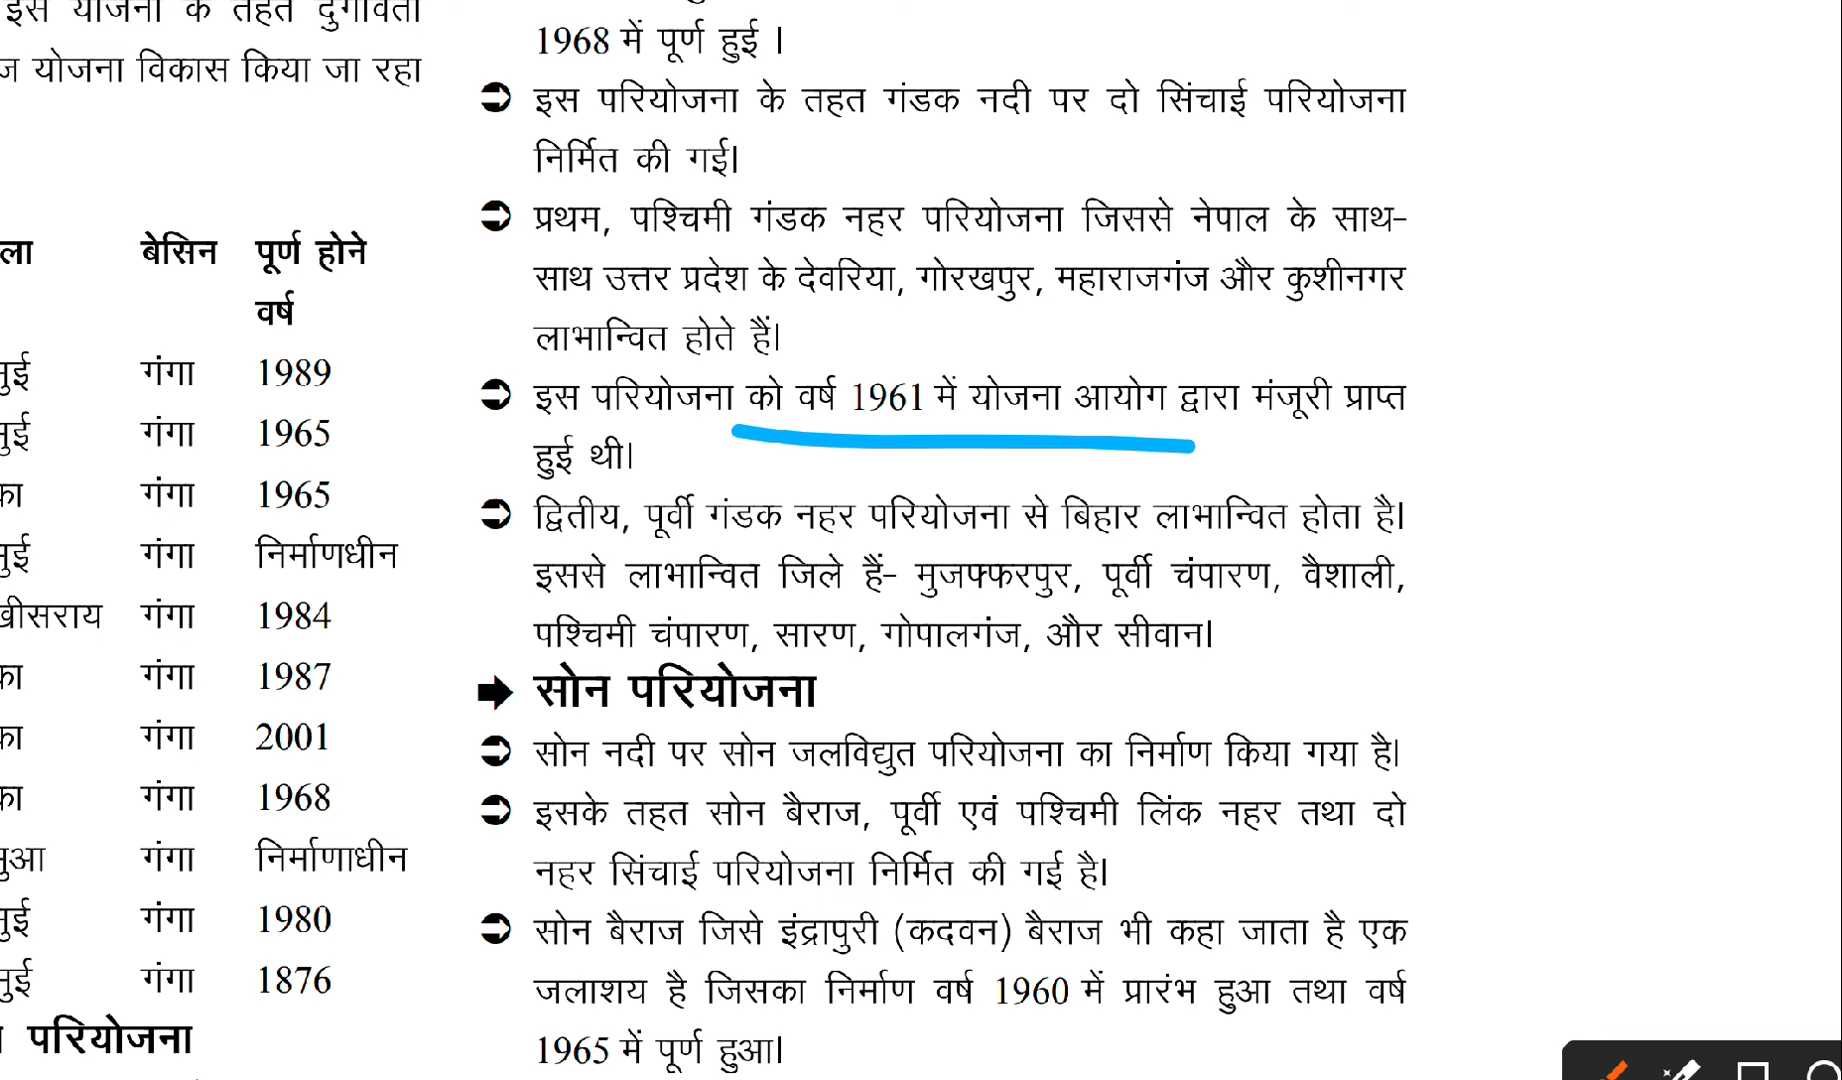 इस योजना के तहत दुर्गावती
योजना विकास किया जा रहा
बेसिन पूर्ण होने
वर्ष
गंगा 1989
गंगा 1965
गंगा 1965
गंगा निर्माणधीन
गंगा 1984
गंगा 1987
गंगा 2001
गंगा 1968
गंगा निर्माणाधीन
गंगा 1980
गंगा 1876
परियोजना
1968 में पूर्ण हुई ।
इस परियोजना के तहत गंडक नदी पर दो सिंचाई परियोजना
निर्मित की गई।
प्रथम, पश्चिमी गंडक नहर परियोजना जिससे नेपाल के साथ-
साथ उत्तर प्रदेश के देवरिया, गोरखपुर, महाराजगंज और कुशीनगर
लाभान्वित होते हैं।
इस परियोजना को वर्ष 1961 में योजना आयोग द्वारा मंजूरी प्राप्त
हुई थी।
द्वितीय, पूर्वी गंडक नहर परियोजना से बिहार लाभान्वित होता है।
इससे लाभान्वित जिले हैं- मुजफ्फरपुर, पूर्वी चंपारण, वैशाली,
पश्चिमी चंपारण, सारण, गोपालगंज, और सीवान।
सोन परियोजना
सोन नदी पर सोन जलविद्युत परियोजना का निर्माण किया गया है।
इसके तहत सोन बैराज, पूर्वी एवं पश्चिमी लिंक नहर तथा दो
नहर सिंचाई परियोजना निर्मित की गई है।
सोन बैराज जिसे इंद्रापुरी (कदवन) बैराज भी कहा जाता है एक
जलाशय है जिसका निर्माण वर्ष 1960 में प्रारंभ हुआ तथा वर्ष
1965 में पूर्ण हुआ।